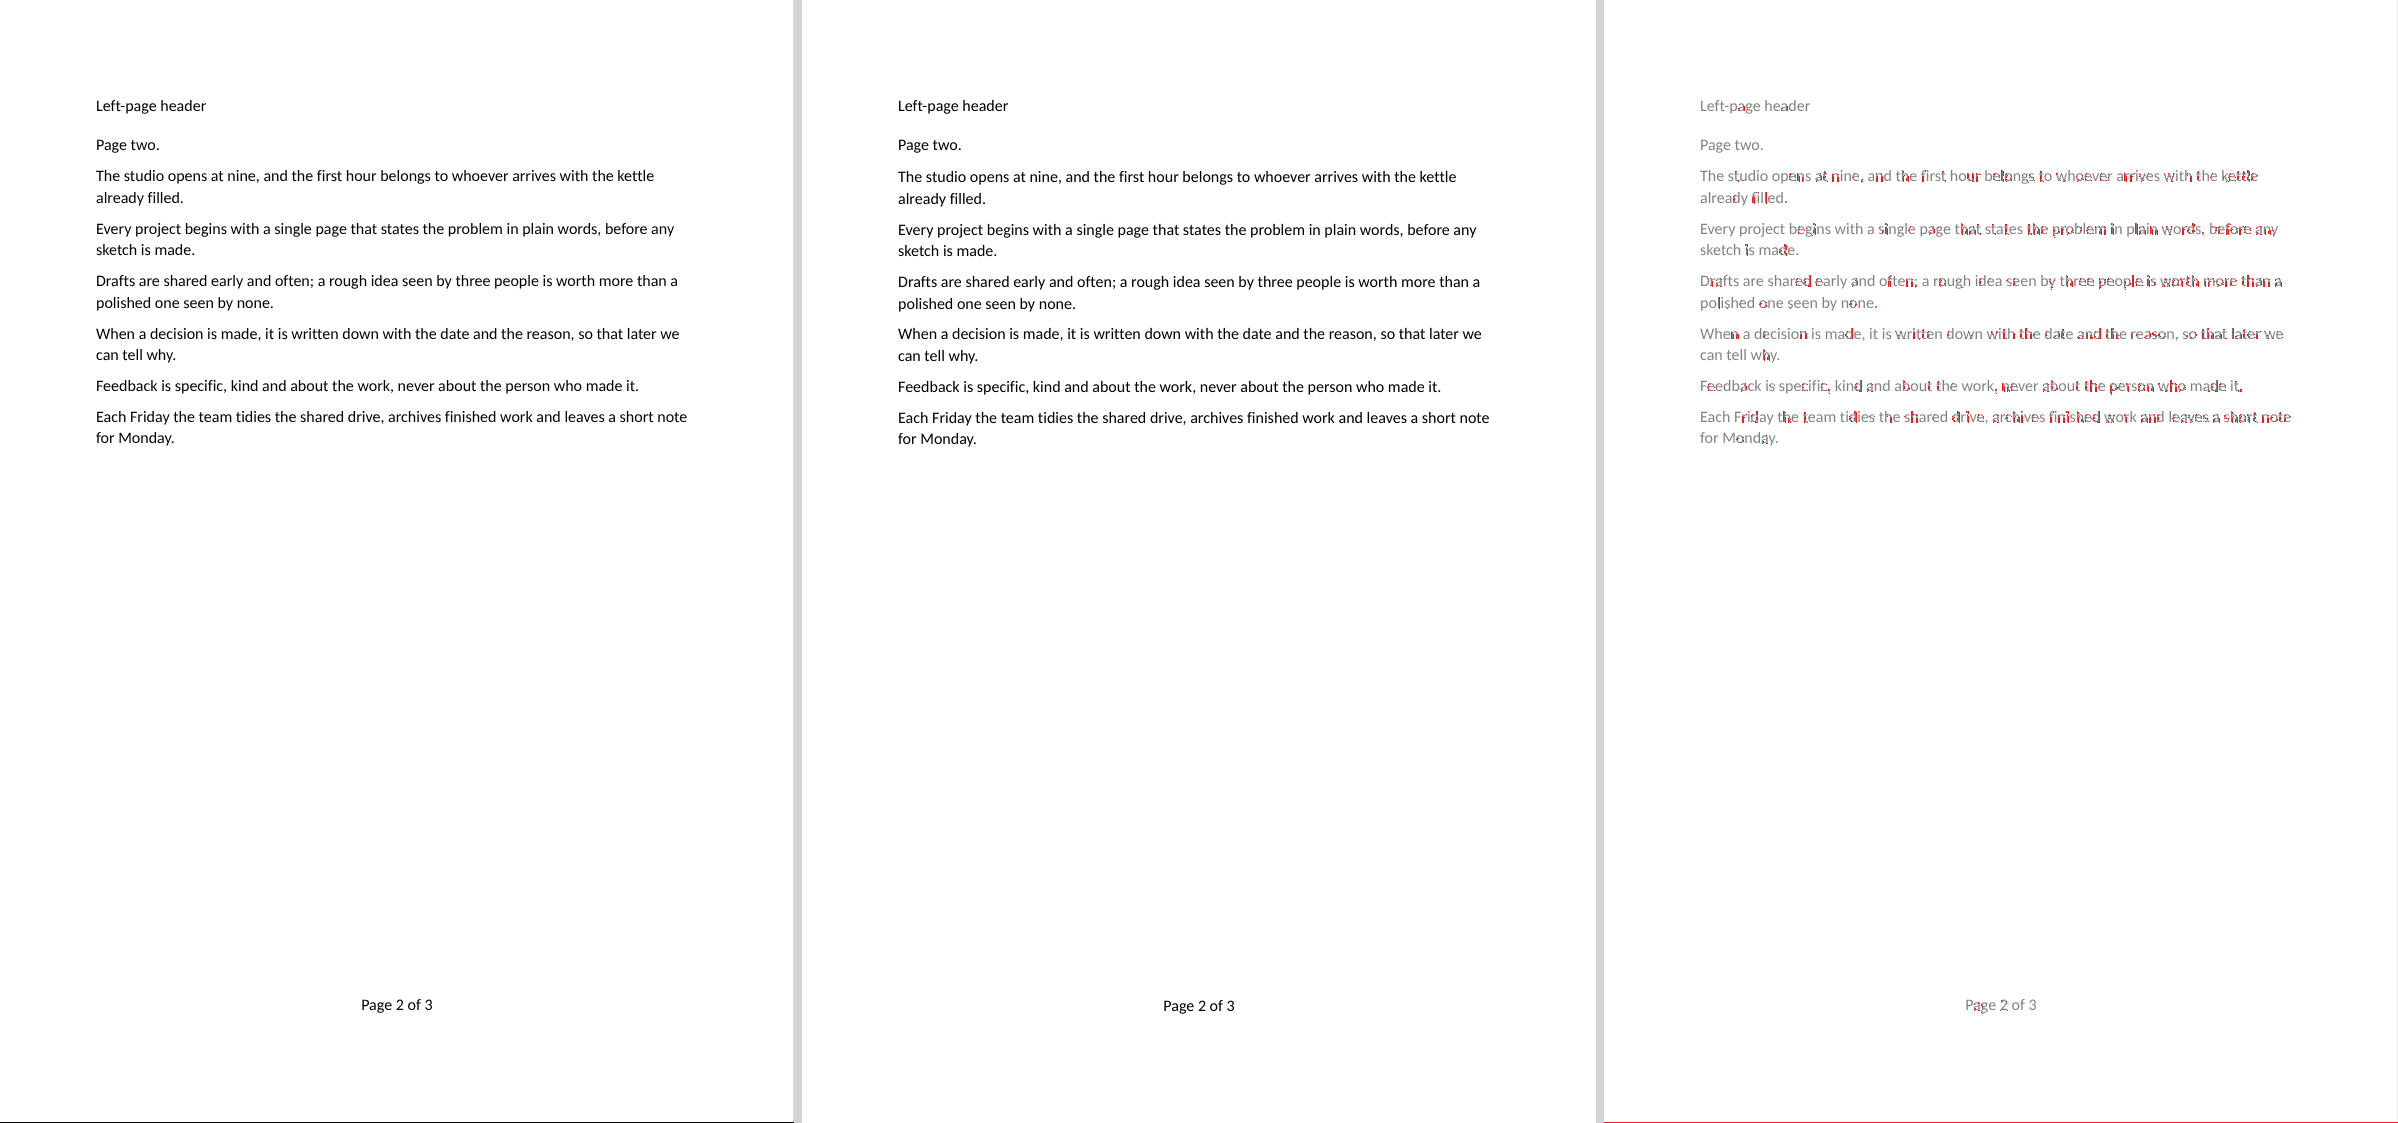 Left-page header
Page two.
The studio opens at nine, and the first hour belongs to whoever arrives with the kettle
already filled.
Every project begins with a single page that states the problem in plain words, before any
sketch is made.
Drafts are shared early and often; a rough idea seen by three people is worth more than a
polished one seen by none.
When a decision is made, it is written down with the date and the reason, so that later we
can tell why.
Feedback is specific, kind and about the work, never about the person who made it.
Each Friday the team tidies the shared drive, archives finished work and leaves a short note
for Monday.
Page 2 of 3
Left-page header
Page two.
The studio opens at nine, and the first hour belongs to whoever arrives with the kettle
already filled.
Every project begins with a single page that states the problem in plain words, before any
sketch is made.
Drafts are shared early and often; a rough idea seen by three people is worth more than a
polished one seen by none.
When a decision is made, it is written down with the date and the reason, so that later we
can tell why.
Feedback is specific, kind and about the work, never about the person who made it.
Each Friday the team tidies the shared drive, archives finished work and leaves a short note
for Monday.
Page 2 of 3
Left-page header
Page two.
The studio opens at nine, and the first hour belongs to whoever arrives with the kettle
already filled.
Every project begins with a single page that states the problem in plain words, before any
sketch is made.
Drafts are shared early and often; a rough idea seen by three people is worth more than a
polished one seen by none.
When a decision is made, it is written down with the date and the reason, so that later we
can tell why.
Feedback is specific, kind and about the work, never about the person who made it.
Each Friday the team tidies the shared drive, archives finished work and leaves a short note
for Monday.
Page 2 of 3